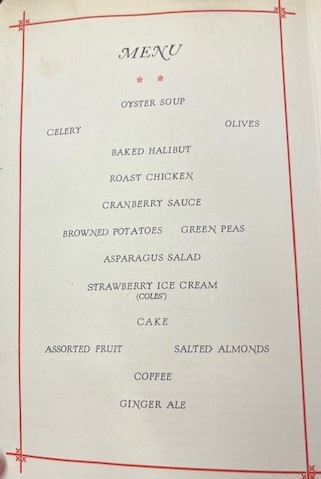 MENU
* *
OYSTER SOUP
CELERY OLIVES
BAKED HALIBUT
ROAST CHICKEN
CRANBERRY SAUCE
BROWNED POTATOES GREEN PEAS
ASPARAGUS SALAD
STRAWBERRY ICE CREAM
(COLES')
CAKE
ASSORTED FRUIT SALTED ALMONDS
COFFEE
GINGER ALE